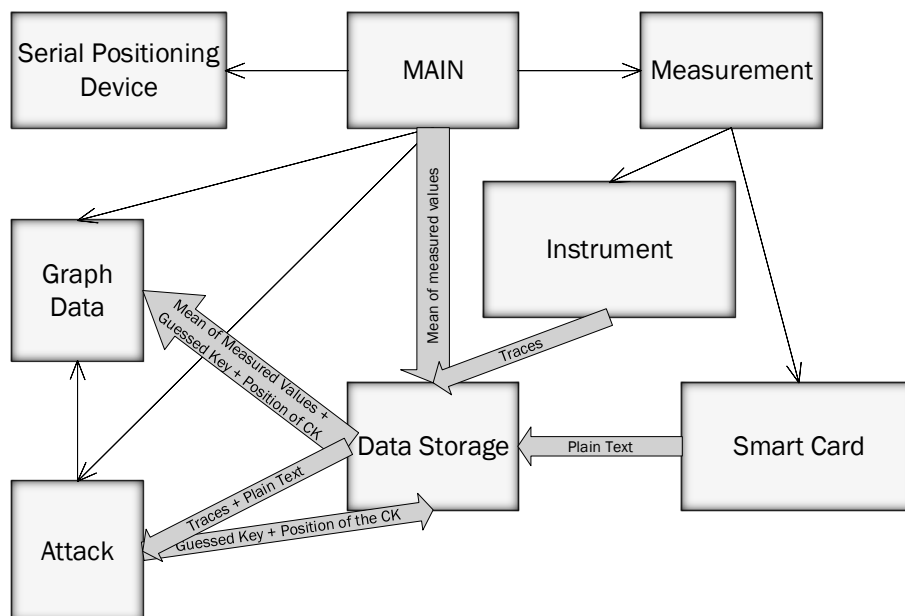 Serial Positioning
Device
MAIN
Measurement
Mean of measured values
Instrument
Graph
Data
Mean of Measured Values +
Guessed Key + Position of CK
Traces
Data Storage
Plain Text
Smart Card
Traces + Plain Text
Guessed Key + Position of the CK
Attack